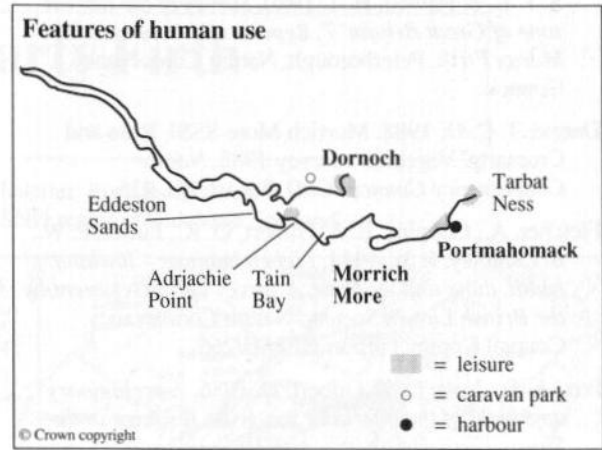 Features of human use
Dornoch
Tarbat
Ness
Eddeston
Sands
Portmahomack
Adrjachie
Point
Tain
Bay
Morrich
More
= leisure
= caravan park
= harbour
© Crown copyright